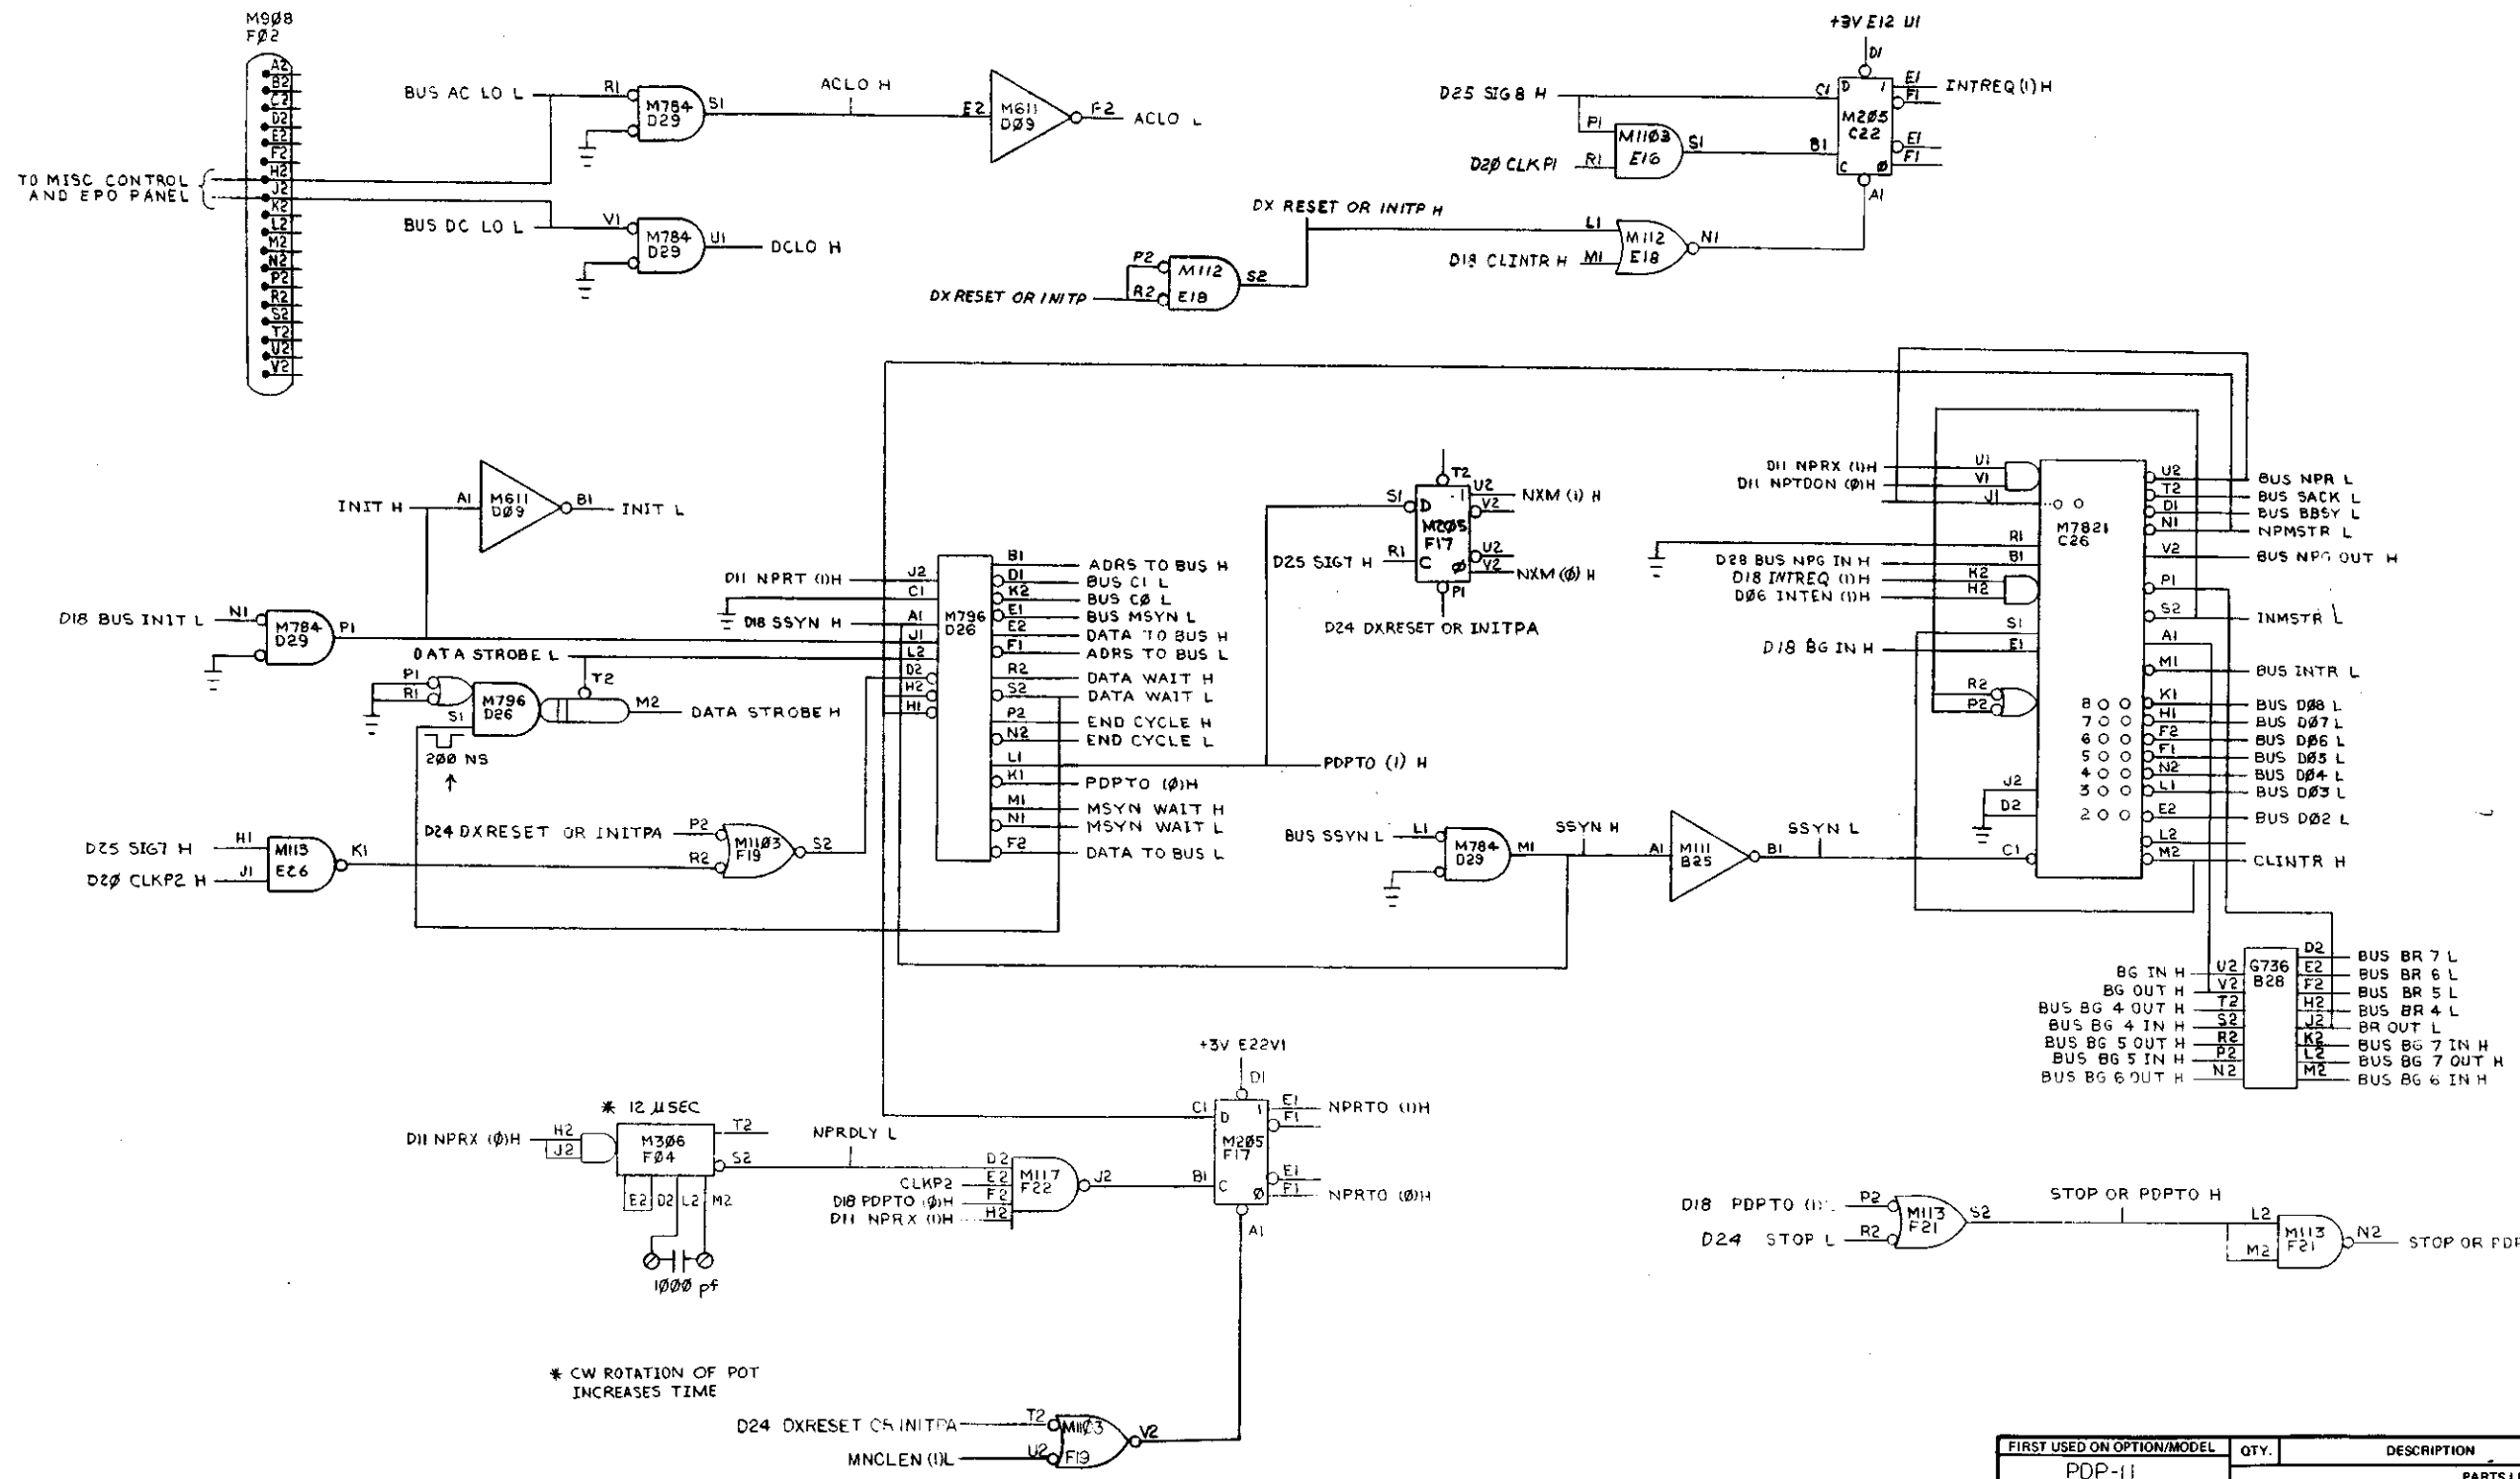 M9Ø8
FØ2
A2
B2
C2
D2
E2
F2
H2
J2
K2
L2
M2
N2
P2
R2
S2
T2
U2
V2
TO MISC CONTROL
AND EPO PANEL
BUS AC LO L
R1
M784
D29
S1
ACLO H
E2
M611
DØ9
F2
ACLO L
BUS DC LO L
V1
M784
D29
U1
DCLO H
+3V E12 U1
D1
D25 SIG8 H
C1
D
1
E1
INTREQ(1)H
F1
M205
C22
P1
M11Ø3
E16
S1
B1
C
Ø
E1
F1
D2Ø CLKP1
R1
A1
DX RESET OR INITP H
L1
M112
E18
N1
D18 CLINTR H
M1
DX RESET OR INITP
P2
R2
M112
E18
S2
INIT H
A1
M611
DØ9
B1
INIT L
D18 BUS INIT L
N1
M784
D29
P1
DATA STROBE L
P1
R1
S1
M796
D26
T2
M2
DATA STROBE H
2ØØ NS
D25 SIG7 H
H1
M113
E26
K1
D2Ø CLKP2 H
J1
D24 DXRESET OR INITPA
P2
M11Ø3
F19
S2
R2
D11 NPRT (1)H
J2
C1
D18 SSYN H
A1
J1
L2
D2
H2
H1
M796
D26
B1
ADRS TO BUS H
D1
BUS C1 L
K2
BUS CØ L
E1
BUS MSYN L
E2
DATA TO BUS H
F1
ADRS TO BUS L
R2
DATA WAIT H
S2
DATA WAIT L
P2
END CYCLE H
N2
END CYCLE L
L1
PDPTO (1) H
K1
PDPTO (Ø)H
M1
MSYN WAIT H
N1
MSYN WAIT L
F2
DATA TO BUS L
T2
S1
D
1
U2
NXM (1) H
V2
M2Ø5
F17
D25 SIG7 H
R1
C
Ø
U2
V2
NXM (Ø) H
P1
D24 DXRESET OR INITPA
BUS SSYN L
L1
M784
D29
M1
SSYN H
A1
M111
B25
B1
SSYN L
C1
D11 NPRX (1)H
U1
D11 NPTDON (Ø)H
V1
J1
R1
D28 BUS NPG IN H
B1
D18 INTREQ (1)H
K2
DØ6 INTEN (1)H
H2
S1
D18 BG IN H
E1
R2
P2
J2
D2
M7821
C26
8
7
6
5
4
3
2
U2
BUS NPR L
T2
BUS SACK L
D1
BUS BBSY L
N1
NPMSTR L
V2
BUS NPG OUT H
P1
S2
INMSTR L
A1
M1
BUS INTR L
K1
BUS DØ8 L
H1
BUS DØ7 L
F2
BUS DØ6 L
F1
BUS DØ5 L
N2
BUS DØ4 L
L1
BUS DØ3 L
E2
BUS DØ2 L
L2
M2
CLINTR H
BG IN H
U2
BG OUT H
V2
BUS BG 4 OUT H
T2
BUS BG 4 IN H
S2
BUS BG 5 OUT H
R2
BUS BG 5 IN H
P2
BUS BG 6 OUT H
N2
G736
B28
D2
BUS BR 7 L
E2
BUS BR 6 L
F2
BUS BR 5 L
H2
BUS BR 4 L
J2
BR OUT L
K2
BUS BG 7 IN H
L2
BUS BG 7 OUT H
M2
BUS BG 6 IN H
* 12 µSEC
D11 NPRX (Ø)H
H2
J2
M306
FØ4
T2
S2
E2
D2
L2
M2
1ØØØ pf
NPRDLY L
D2
CLKP2
E2
D18 PDPTO (Ø)H
F2
D11 NPRX (1)H
H2
M117
F22
J2
+3V E22V1
D1
C1
D
1
E1
NPRTO (1)H
F1
M2Ø5
F17
B1
C
Ø
E1
F1
NPRTO (Ø)H
A1
* CW ROTATION OF POT
INCREASES TIME
D24 DXRESET OR INITPA
T2
M11Ø3
F19
V2
MNCLEN (1)L
U2
D18 PDPTO (1)
P2
M113
F21
S2
D24 STOP L
R2
STOP OR PDPTO H
L2
M2
M113
F21
N2
STOP OR PDP
FIRST USED ON OPTION/MODEL
QTY.
DESCRIPTION
PDP-11
PARTS